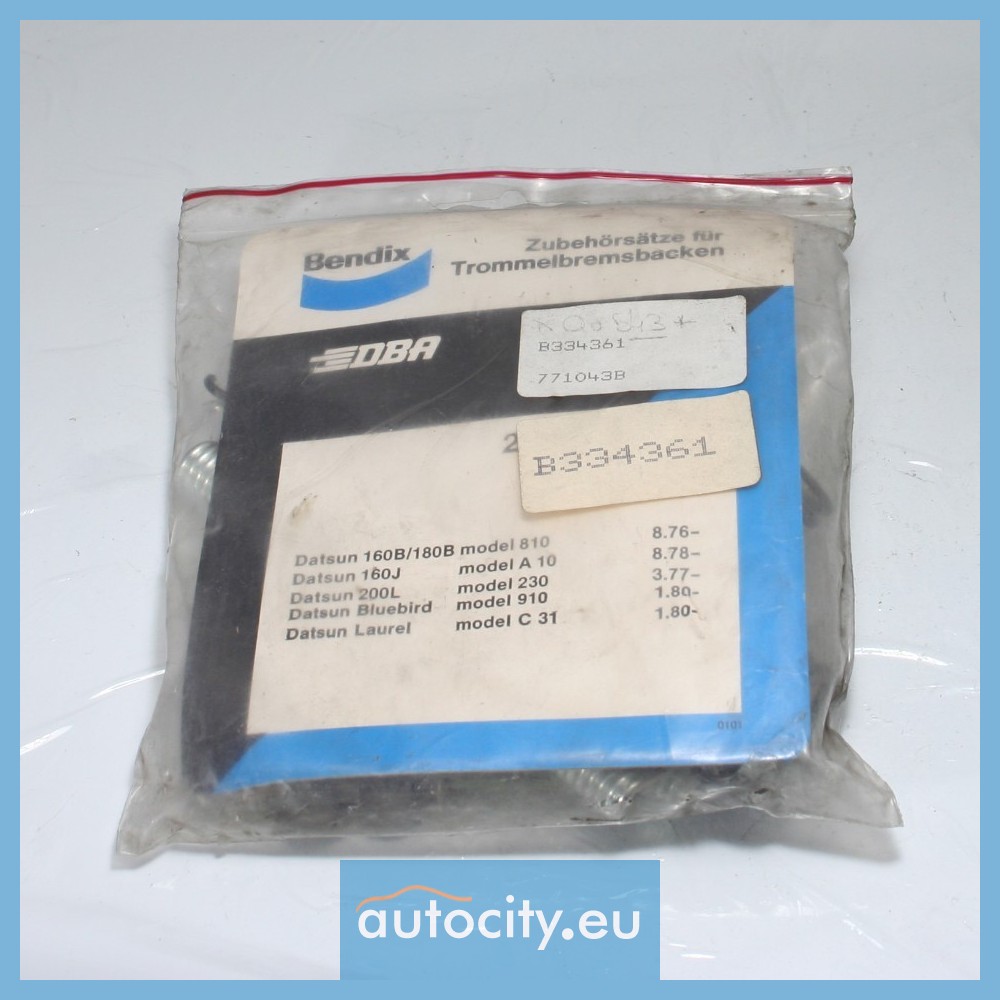 Bendix
Zubehörsätze für
Trommelbremsbacken
DBA
B334361
771043B
2
B334361
Datsun 160B/180B model 810 8.76-
Datsun 160J model A 10 8.78-
Datsun 200L model 230 3.77-
Datsun Bluebird model 910 1.80-
Datsun Laurel model C 31 1.80-
0101
autocity.eu